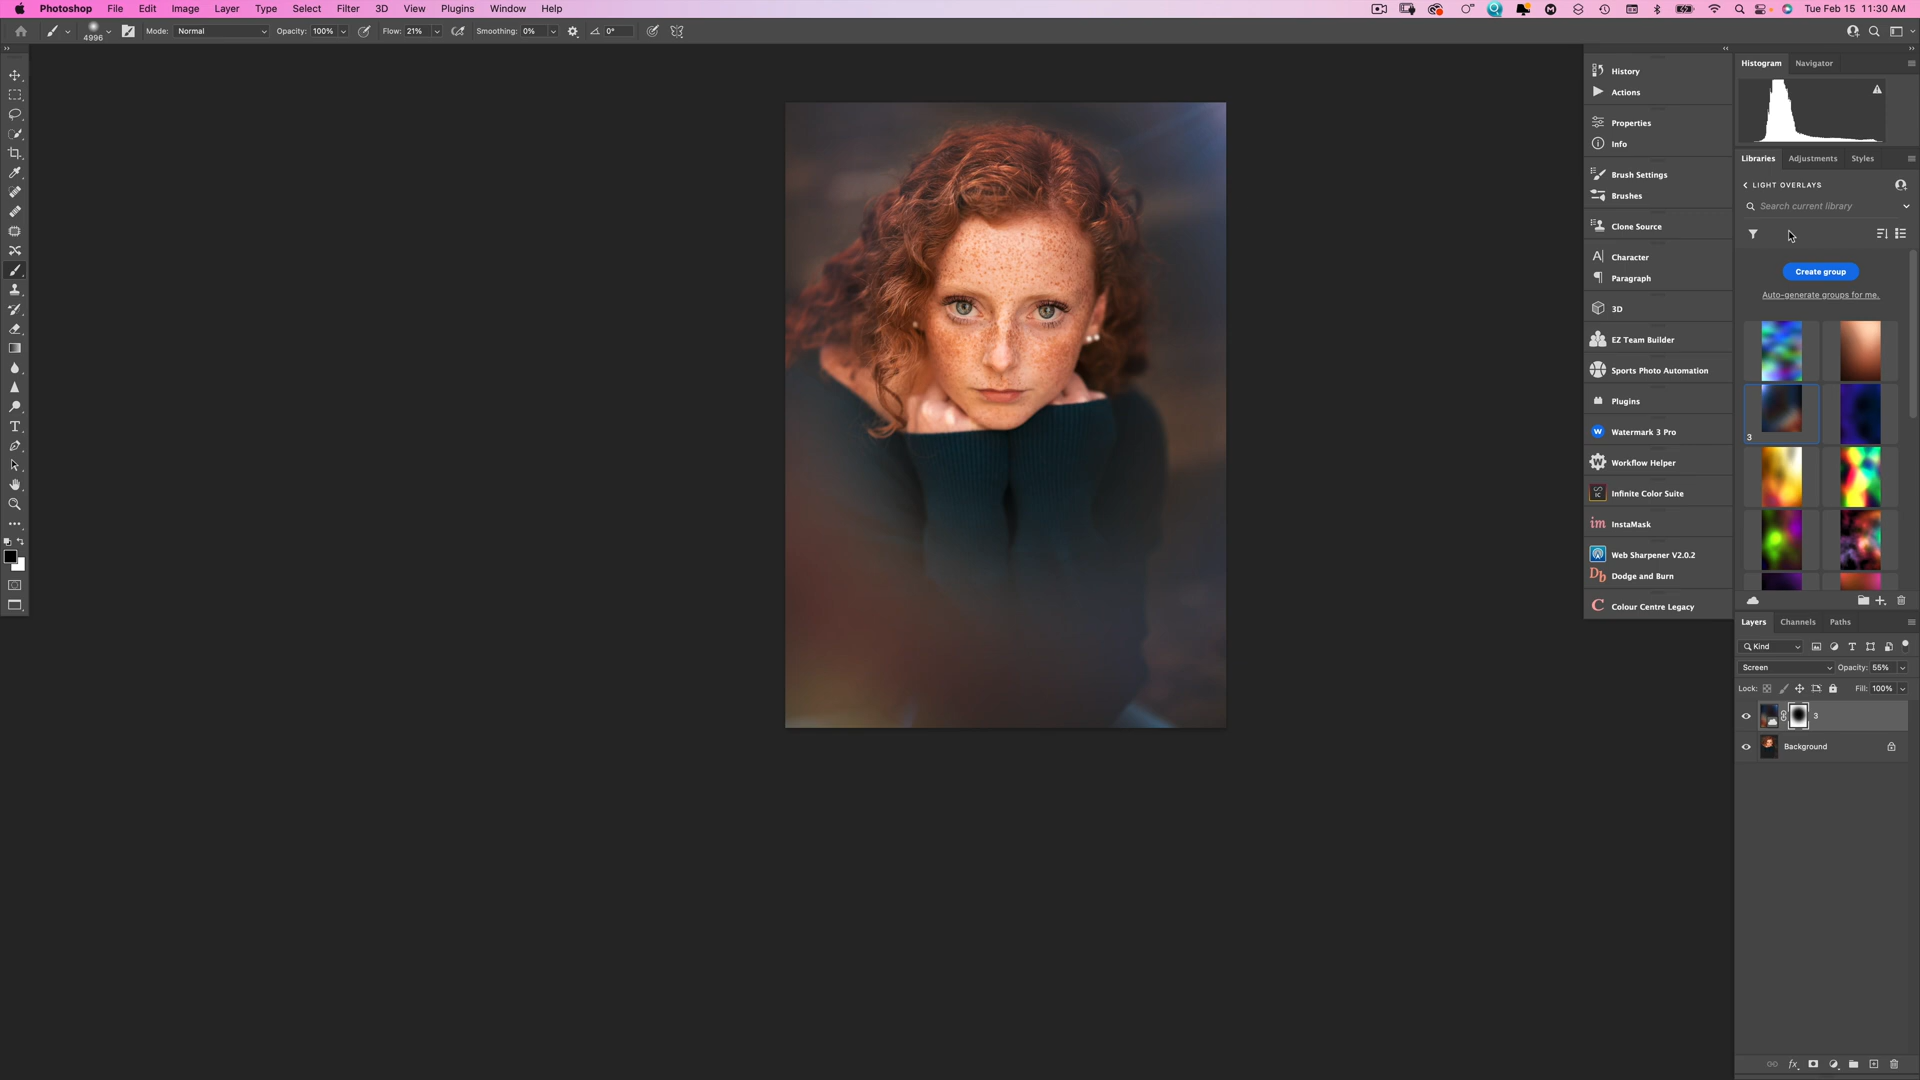 Photoshop File Edit Image Layer Type Select Filter 3D View Plugins Window Help Tue Feb 15 11:30 AM
4996 Mode: Normal Opacity: 100% Flow: 21% Smoothing: 0% 0°
History
Actions
Properties
Info
Brush Settings
Brushes
Clone Source
Character
Paragraph
3D
EZ Team Builder
Sports Photo Automation
Plugins
Watermark 3 Pro
Workflow Helper
Infinite Color Suite
im InstaMask
Web Sharpener V2.0.2
Db Dodge and Burn
C Colour Centre Legacy
Histogram Navigator
Libraries Adjustments Styles
LIGHT OVERLAYS
Search current library
Create group
Auto-generate groups for me.
3
Layers Channels Paths
Kind
Screen Opacity: 55%
Lock: Fill: 100%
3
Background
fx